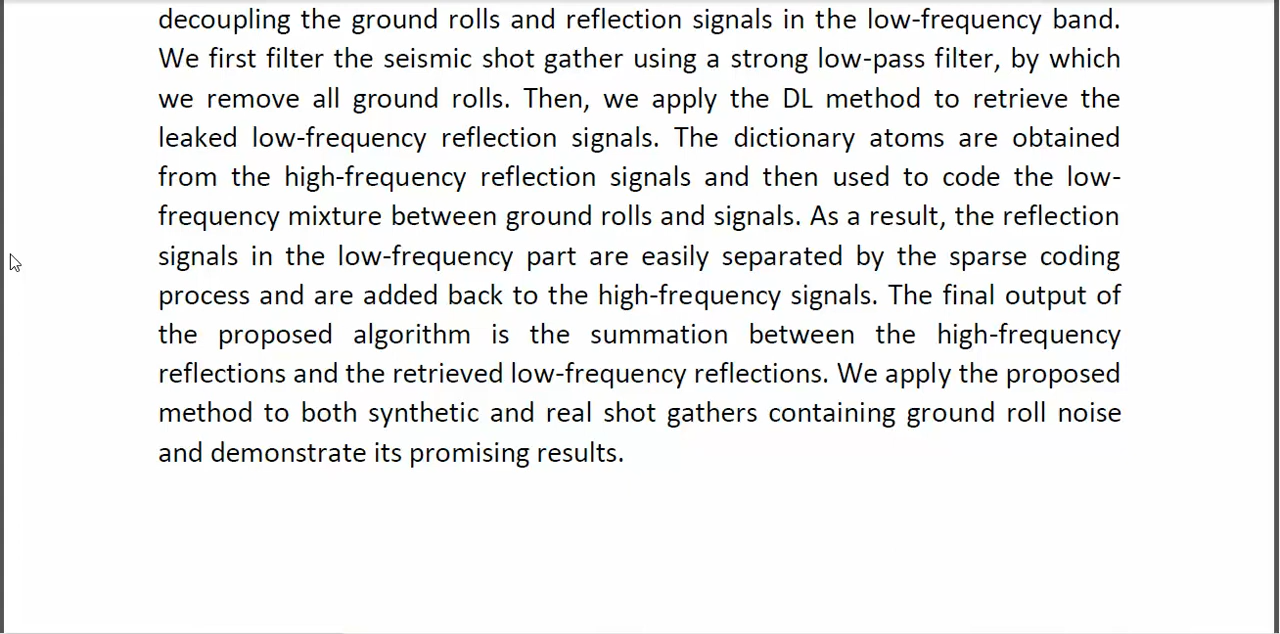 decoupling the ground rolls and reflection signals in the low-frequency band.
We first filter the seismic shot gather using a strong low-pass filter, by which
we remove all ground rolls. Then, we apply the DL method to retrieve the
leaked low-frequency reflection signals. The dictionary atoms are obtained
from the high-frequency reflection signals and then used to code the low-
frequency mixture between ground rolls and signals. As a result, the reflection
signals in the low-frequency part are easily separated by the sparse coding
process and are added back to the high-frequency signals. The final output of
the proposed algorithm is the summation between the high-frequency
reflections and the retrieved low-frequency reflections. We apply the proposed
method to both synthetic and real shot gathers containing ground roll noise
and demonstrate its promising results.